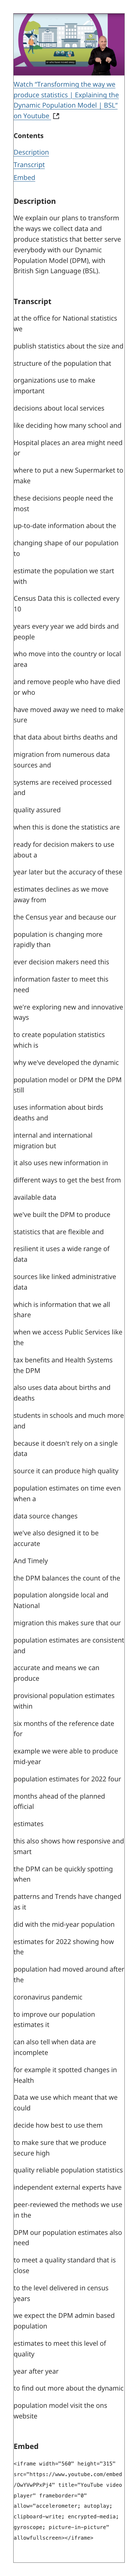 Watch "Transforming the way we
produce statistics | Explaining the
Dynamic Population Model | BSL"
on Youtube
Contents
Description
Transcript
Embed
Description
We explain our plans to transform
the ways we collect data and
produce statistics that better serve
everybody with our Dynamic
Population Model (DPM), with
British Sign Language (BSL).
Transcript
at the office for National statistics
we
publish statistics about the size and
structure of the population that
organizations use to make
important
decisions about local services
like deciding how many school and
Hospital places an area might need
or
where to put a new Supermarket to
make
these decisions people need the
most
up-to-date information about the
changing shape of our population
to
estimate the population we start
with
Census Data this is collected every
10
years every year we add birds and
people
who move into the country or local
area
and remove people who have died
or who
have moved away we need to make
sure
that data about births deaths and
migration from numerous data
sources and
systems are received processed
and
quality assured
when this is done the statistics are
ready for decision makers to use
about a
year later but the accuracy of these
estimates declines as we move
away from
the Census year and because our
population is changing more
rapidly than
ever decision makers need this
information faster to meet this
need
we're exploring new and innovative
ways
to create population statistics
which is
why we've developed the dynamic
population model or DPM the DPM
still
uses information about birds
deaths and
internal and international
migration but
it also uses new information in
different ways to get the best from
available data
we've built the DPM to produce
statistics that are flexible and
resilient it uses a wide range of
data
sources like linked administrative
data
which is information that we all
share
when we access Public Services like
the
tax benefits and Health Systems
the DPM
also uses data about births and
deaths
students in schools and much more
and
because it doesn't rely on a single
data
source it can produce high quality
population estimates on time even
when a
data source changes
we've also designed it to be
accurate
And Timely
the DPM balances the count of the
population alongside local and
National
migration this makes sure that our
population estimates are consistent
and
accurate and means we can
produce
provisional population estimates
within
six months of the reference date
for
example we were able to produce
mid-year
population estimates for 2022 four
months ahead of the planned
official
estimates
this also shows how responsive and
smart
the DPM can be quickly spotting
when
patterns and Trends have changed
as it
did with the mid-year population
estimates for 2022 showing how
the
population had moved around after
the
coronavirus pandemic
to improve our population
estimates it
can also tell when data are
incomplete
for example it spotted changes in
Health
Data we use which meant that we
could
decide how best to use them
to make sure that we produce
secure high
quality reliable population statistics
independent external experts have
peer-reviewed the methods we use
in the
DPM our population estimates also
need
to meet a quality standard that is
close
to the level delivered in census
years
we expect the DPM admin based
population
estimates to meet this level of
quality
year after year
to find out more about the dynamic
population model visit the ons
website
Embed
<iframe width="560" height="315"
src="https://www.youtube.com/embed
/OwYVwPPxPj4" title="YouTube video
player" frameborder="0"
allow="accelerometer; autoplay;
clipboard-write; encrypted-media;
gyroscope; picture-in-picture"
allowfullscreen></iframe>